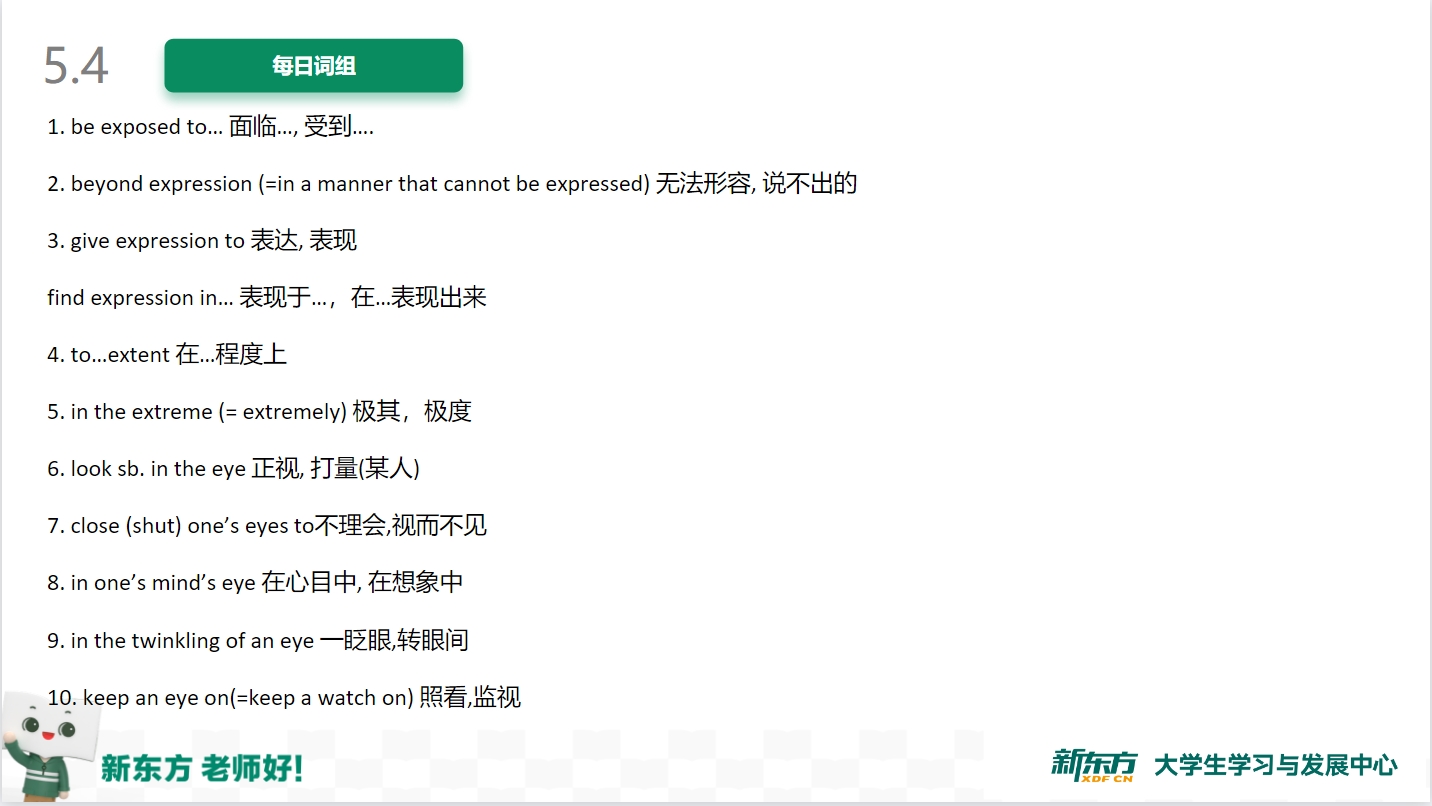 5.4
每日词组
1. be exposed to... 面临..., 受到....
2. beyond expression (=in a manner that cannot be expressed) 无法形容, 说不出的
3. give expression to 表达, 表现
find expression in... 表现于...，在...表现出来
4. to...extent 在...程度上
5. in the extreme (= extremely) 极其，极度
6. look sb. in the eye 正视, 打量(某人)
7. close (shut) one’s eyes to不理会,视而不见
8. in one’s mind’s eye 在心目中, 在想象中
9. in the twinkling of an eye 一眨眼,转眼间
10. keep an eye on(=keep a watch on) 照看,监视
新东方 老师好!
新东方 XDF.CN 大学生学习与发展中心